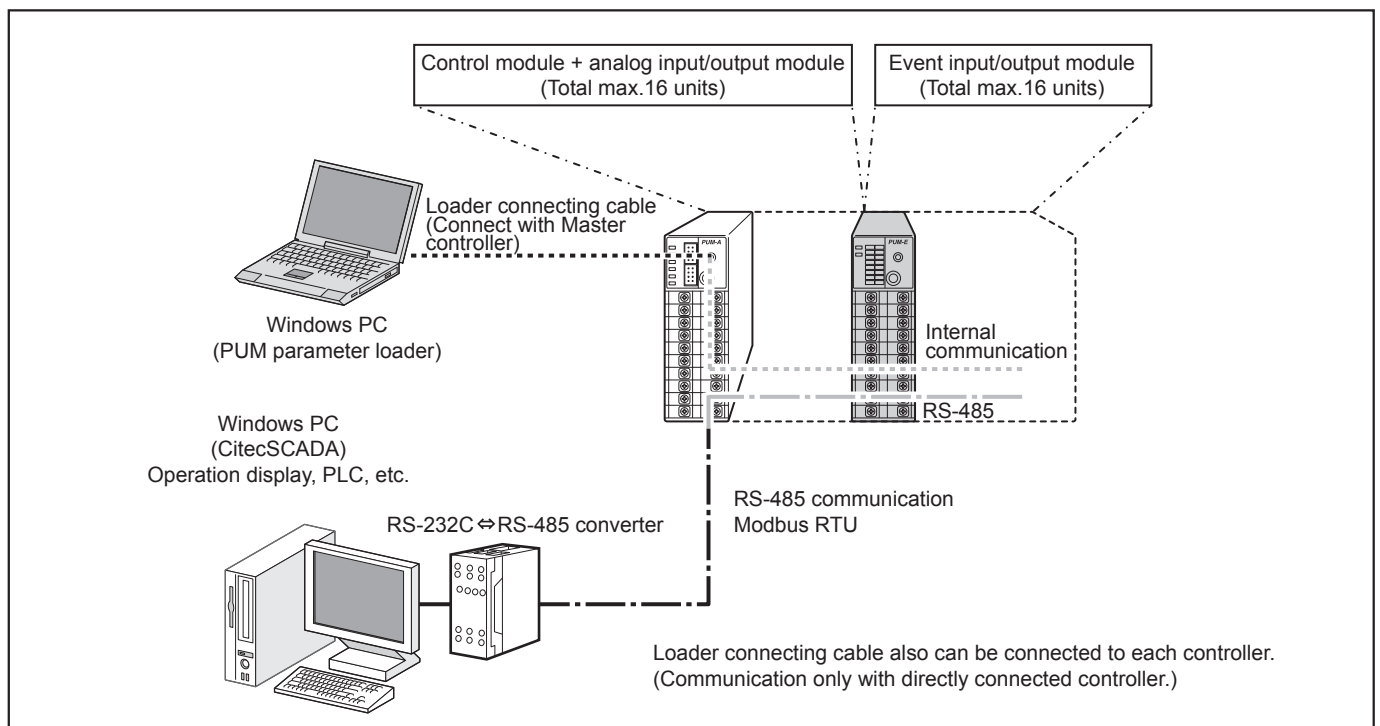 Control module + analog input/output module
(Total max.16 units)
Event input/output module
(Total max.16 units)
Loader connecting cable
(Connect with Master
controller)
PUM-A
PUM-E
Windows PC
(PUM parameter loader)
Internal
communication
RS-485
Windows PC
(CitecSCADA)
Operation display, PLC, etc.
RS-232C⇔RS-485 converter
RS-485 communication
Modbus RTU
Loader connecting cable also can be connected to each controller.
(Communication only with directly connected controller.)